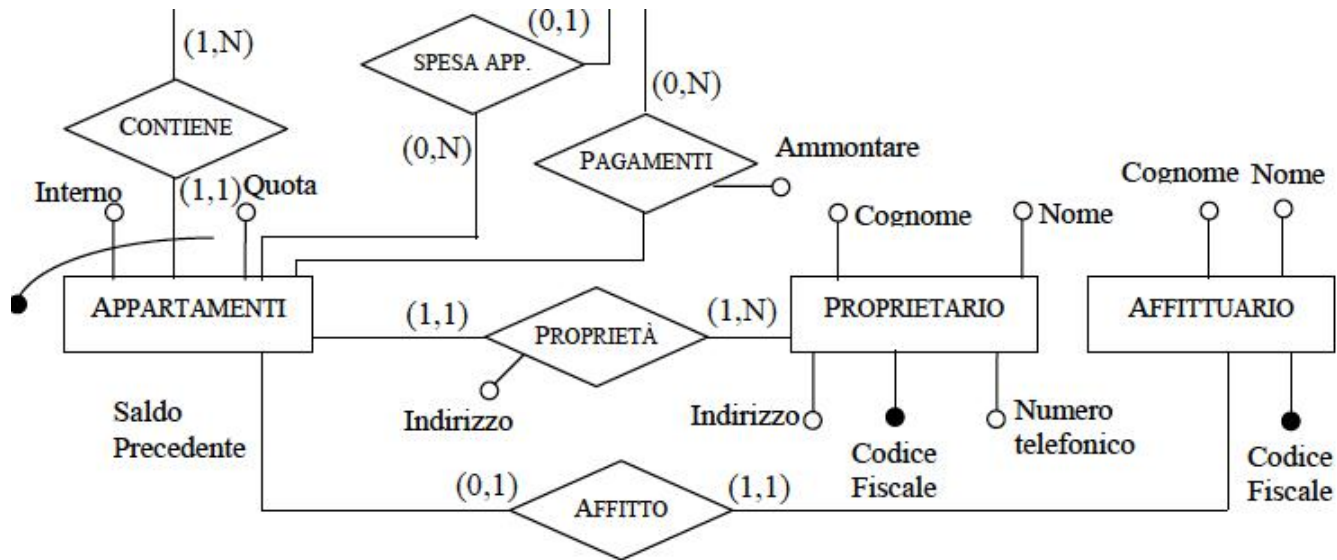 (0,1)
(1,N)
SPESA APP.
(0,N)
CONTIENE
(0,N)
PAGAMENTI
Ammontare
Interno
(1,1)
Quota
Cognome
Nome
Cognome
Nome
APPARTAMENTI
(1,1)
PROPRIETÀ
(1,N)
PROPRIETARIO
AFFITTUARIO
Saldo
Precedente
Indirizzo
Indirizzo
Codice
Fiscale
Numero
telefonico
Codice
Fiscale
(0,1)
AFFITTO
(1,1)